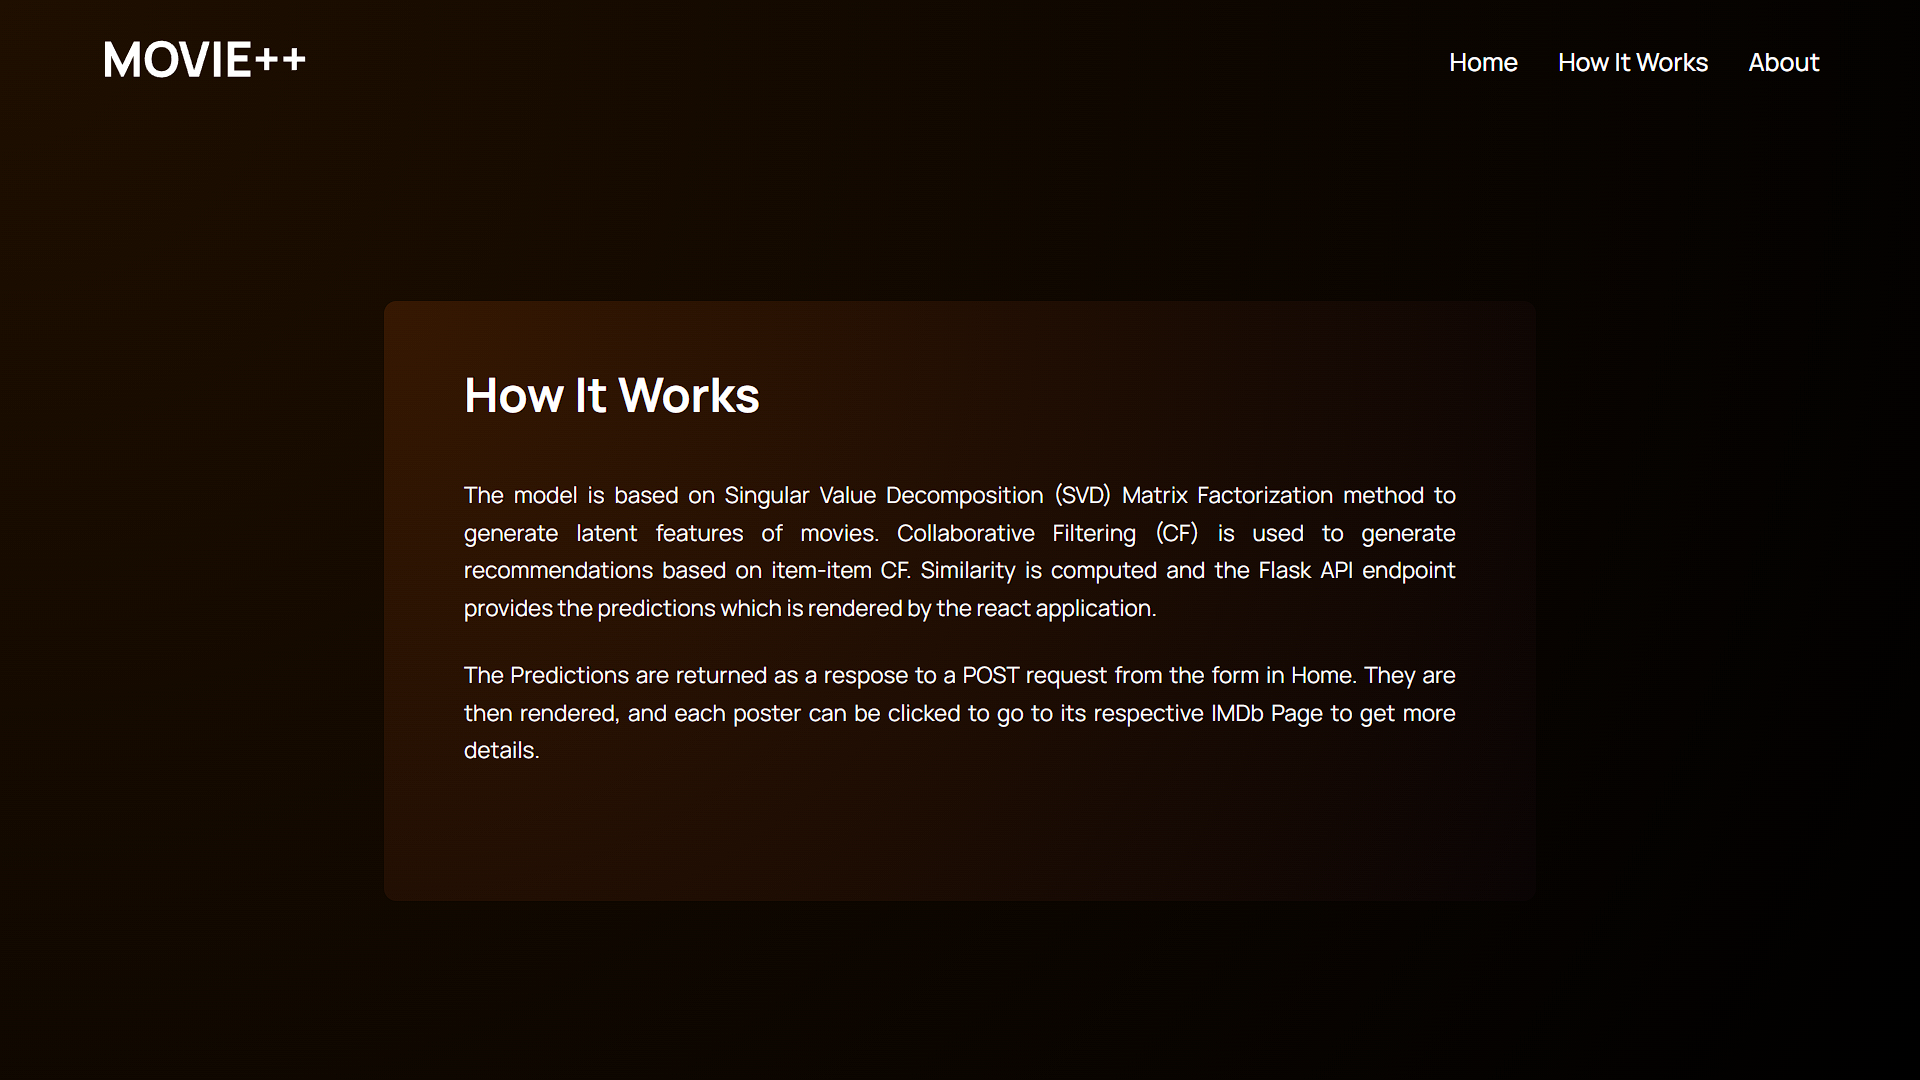 MOVIE++
Home
How It Works
About
How It Works
The model is based on Singular Value Decomposition (SVD) Matrix Factorization method to
generate latent features of movies. Collaborative Filtering (CF) is used to generate
recommendations based on item-item CF. Similarity is computed and the Flask API endpoint
provides the predictions which is rendered by the react application.
The Predictions are returned as a respose to a POST request from the form in Home. They are
then rendered, and each poster can be clicked to go to its respective IMDb Page to get more
details.